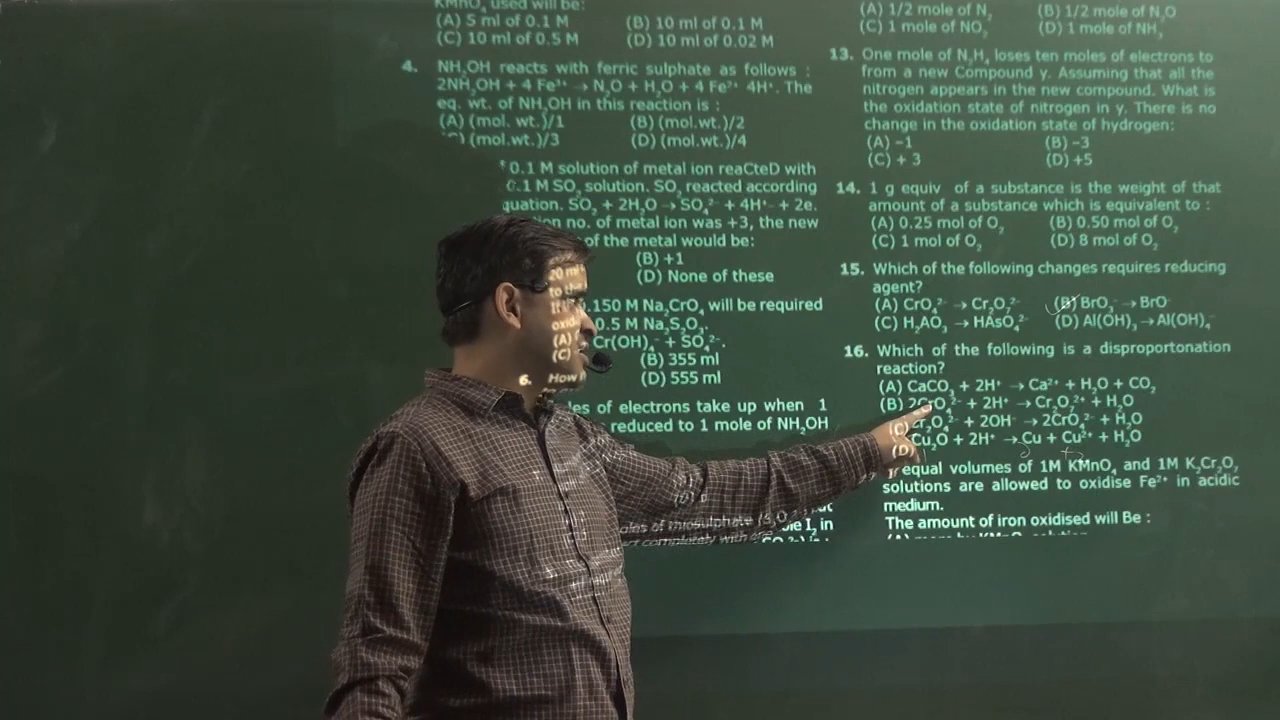 KMnO₄ used will be:
(A) 5 ml of 0.1 M (B) 10 ml of 0.1 M
(C) 10 ml of 0.5 M (D) 10 ml of 0.02 M
4. NH₂OH reacts with ferric sulphate as follows :
2NH₂OH + 4 Fe³⁺ → N₂O + H₂O + 4 Fe²⁺ 4H⁺. The
eq. wt. of NH₂OH in this reaction is :
(A) (mol. wt.)/1 (B) (mol.wt.)/2
(mol.wt.)/3 (D) (mol.wt.)/4
0.1 M solution of metal ion reaCteD with
0.1 M SO₂ solution. SO₂ reacted according
quation. SO₂ + 2H₂O → SO₄²⁻ + 4H⁺ + 2e.
no. of metal ion was +3, the new
of the metal would be:
(B) +1
(D) None of these
.150 M Na₂CrO₄ will be required
0.5 M Na₂S₂O₃.
Cr(OH)₄⁻ + SO₄²⁻.
(A) (B) 355 ml
(C) (D) 555 ml
6. How
of electrons take up when 1
reduced to 1 mole of NH₂OH
(D)
of throsulphate
I₂ in
completely with
(A) 1/2 mole of N₂ (B) 1/2 mole of N₂O
(C) 1 mole of NO₂ (D) 1 mole of NH₃
13. One mole of N₂H₄ loses ten moles of electrons to
from a new Compound y. Assuming that all the
nitrogen appears in the new compound. What is
the oxidation state of nitrogen in y. There is no
change in the oxidation state of hydrogen:
(A) –1 (B) –3
(C) + 3 (D) +5
14. 1 g equiv of a substance is the weight of that
amount of a substance which is equivalent to :
(A) 0.25 mol of O₂ (B) 0.50 mol of O₂
(C) 1 mol of O₂ (D) 8 mol of O₂
15. Which of the following changes requires reducing
agent?
(A) CrO₄²⁻ → Cr₂O₇²⁻ (B) BrO₃⁻ → BrO⁻
(C) H₃AO₃ → HAsO₄²⁻ (D) Al(OH)₃ → Al(OH)₄⁻
16. Which of the following is a disproportonation
reaction?
(A) CaCO₃ + 2H⁺ → Ca²⁺ + H₂O + CO₂
(B) 2CrO₄²⁻ + 2H⁺ → Cr₂O₇²⁺ + H₂O
(C) Cr₂O₄²⁻ + 2OH⁻ → 2CrO₄²⁻ + H₂O
(D) Cu₂O + 2H⁺ → Cu + Cu²⁺ + H₂O
equal volumes of 1M KMnO₄ and 1M K₂Cr₂O₇
solutions are allowed to oxidise Fe²⁺ in acidic
medium.
The amount of iron oxidised will Be :